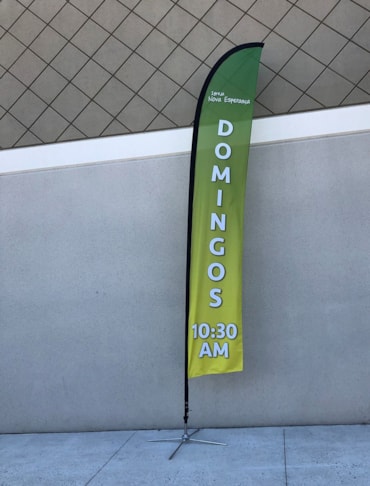 Nova Esperança
DOMINGOS
10:30
AM